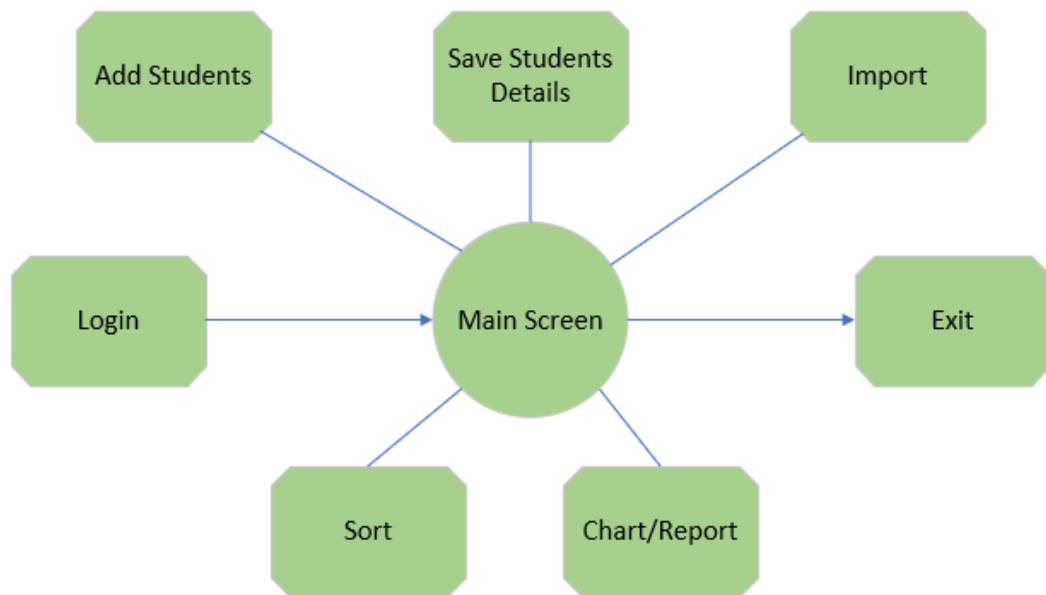 Add Students
Save Students
Details
Import
Login
Main Screen
Exit
Sort
Chart/Report